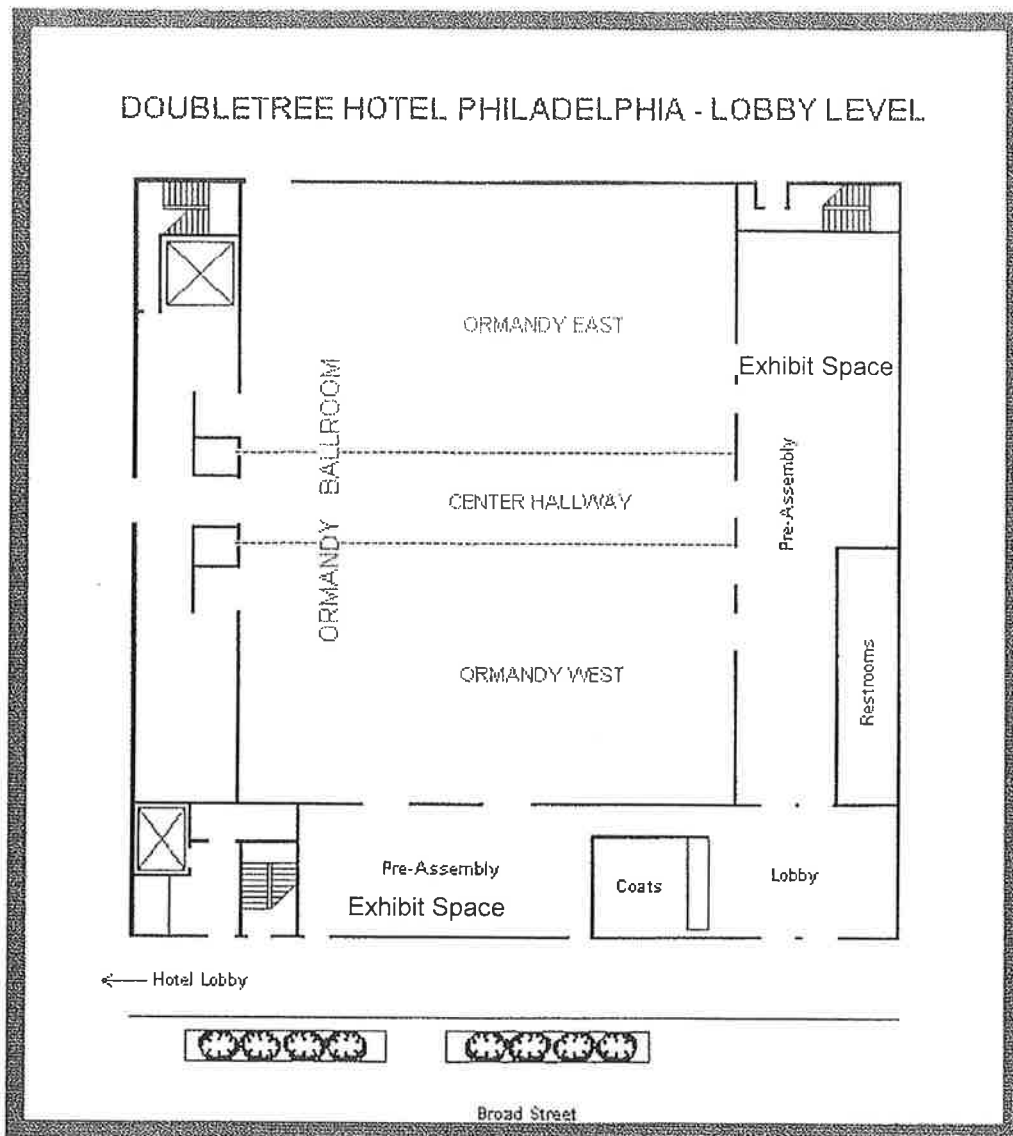 DOUBLETREE HOTEL PHILADELPHIA - LOBBY LEVEL
ORMANDY EAST
Exhibit Space
ORMANDY BALLROOM
Pre-Assembly
CENTER HALLWAY
ORMANDY WEST
Restrooms
Pre-Assembly
Exhibit Space
Coats
Lobby
Hotel Lobby
Broad Street